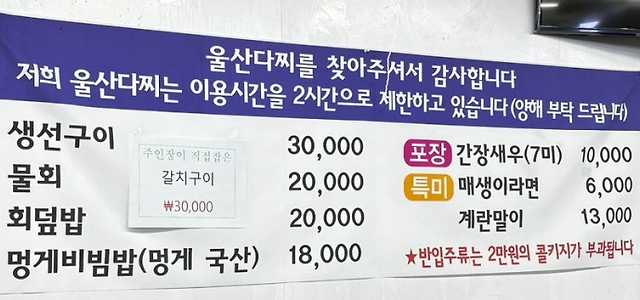 울산다찌를 찾아주셔서 감사합니다
저희 울산다찌는 이용시간을 2시간으로 제한하고 있습니다(양해 부탁 드립니다)
생선구이 30,000
물회 20,000
회덮밥 20,000
멍게비빔밥(멍게 국산) 18,000
주인장이 직접잡은
갈치구이
₩30,000
포장 간장새우(7미) 10,000
특미 매생이라면 6,000
계란말이 13,000
★반입주류는 2만원의 콜키지가 부과됩니다